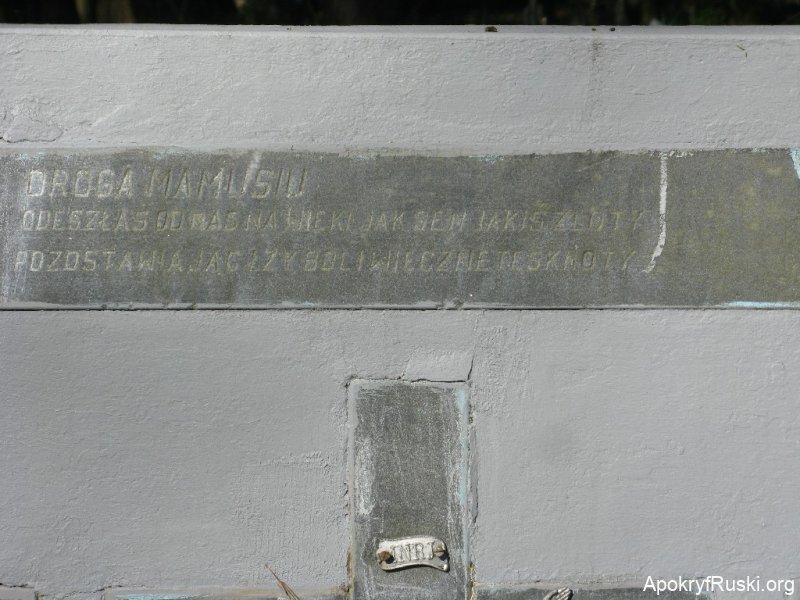 DROGA MAMUSIU
ODESZŁAŚ OD NAS NA WIEKI JAK SEN JAKIŚ ZŁOTY
POZOSTAWIAJĄC ŁZY BÓL I WIECZNE TĘSKNOTY
INRI
ApokryfRuski.org